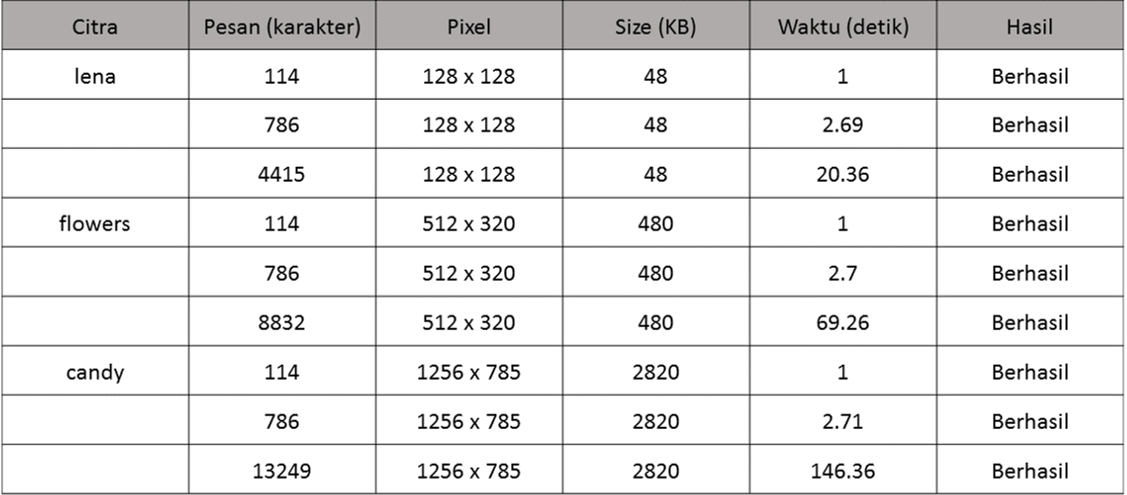 Citra Pesan (karakter) Pixel Size (KB) Waktu (detik) Hasil
lena 114 128 x 128 48 1 Berhasil
786 128 x 128 48 2.69 Berhasil
4415 128 x 128 48 20.36 Berhasil
flowers 114 512 x 320 480 1 Berhasil
786 512 x 320 480 2.7 Berhasil
8832 512 x 320 480 69.26 Berhasil
candy 114 1256 x 785 2820 1 Berhasil
786 1256 x 785 2820 2.71 Berhasil
13249 1256 x 785 2820 146.36 Berhasil